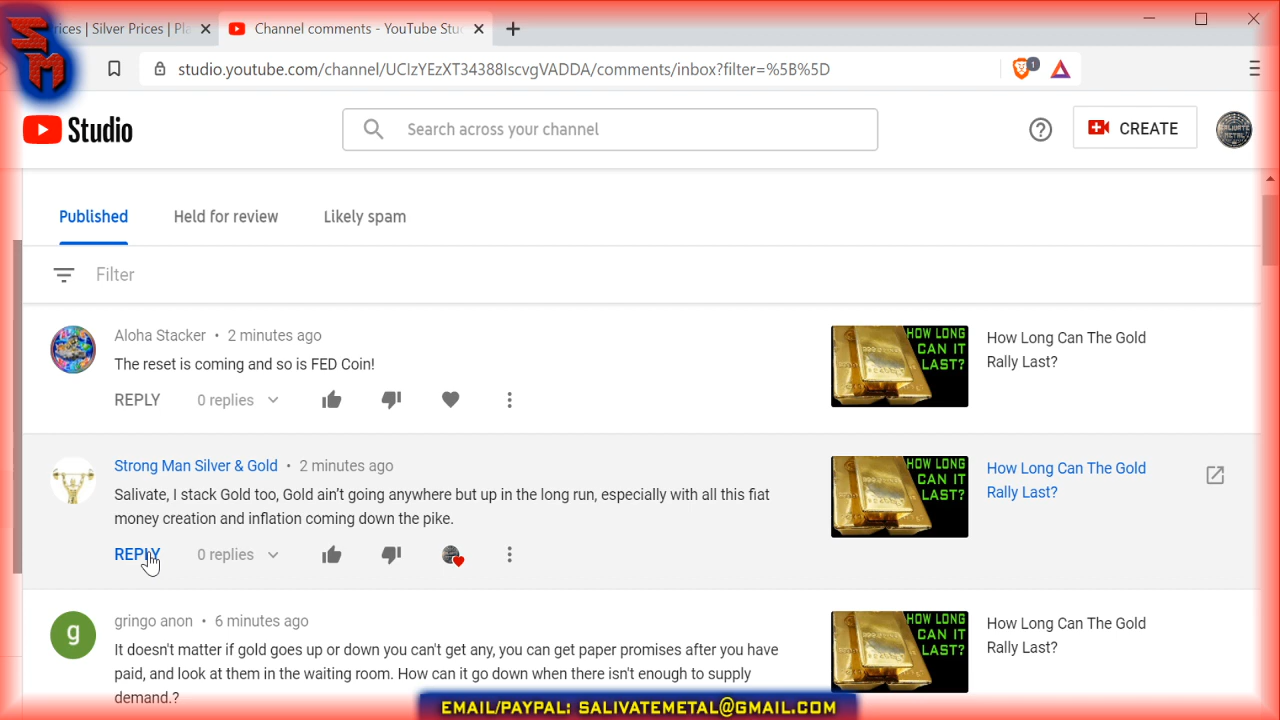 rices | Silver Prices | Pla
Channel comments - YouTube Stu
SM
studio.youtube.com/channel/UCIzYEzXT34388IscvgVADDA/comments/inbox?filter=%5B%5D
1
Studio
Search across your channel
CREATE
SALIVATE METAL
Published
Held for review
Likely spam
Filter
Aloha Stacker • 2 minutes ago
The reset is coming and so is FED Coin!
REPLY 0 replies
HOW LONG
CAN IT
LAST?
How Long Can The Gold
Rally Last?
Strong Man Silver & Gold • 2 minutes ago
Salivate, I stack Gold too, Gold ain't going anywhere but up in the long run, especially with all this fiat
money creation and inflation coming down the pike.
REPLY 0 replies
HOW LONG
CAN IT
LAST?
How Long Can The Gold
Rally Last?
g
gringo anon • 6 minutes ago
It doesn't matter if gold goes up or down you can't get any, you can get paper promises after you have
paid, and look at them in the waiting room. How can it go down when there isn't enough to supply
demand.?
HOW LONG
CAN IT
LAST?
How Long Can The Gold
Rally Last?
EMAIL/PAYPAL: SALIVATEMETAL@GMAIL.COM